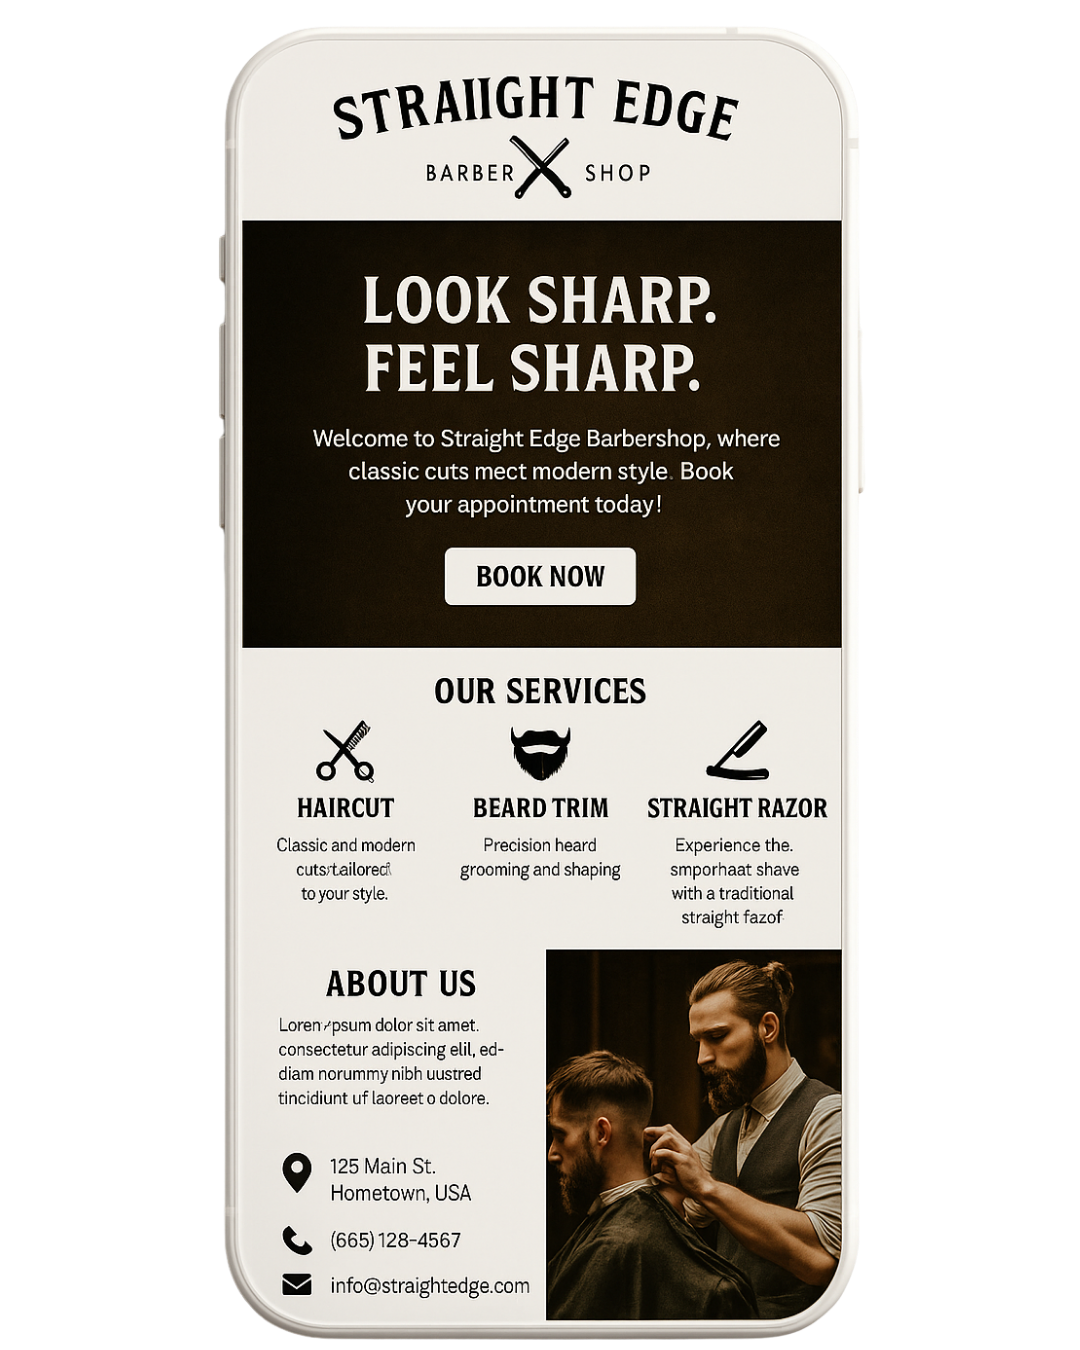 STRAIIGHT EDGE
BARBER SHOP
LOOK SHARP.
FEEL SHARP.
Welcome to Straight Edge Barbershop, where
classic cuts mect modern style. Book
your appointment today!
BOOK NOW
OUR SERVICES
HAIRCUT
Classic and modern
cuts tailored
to your style.
BEARD TRIM
Precision heard
grooming and shaping
STRAIGHT RAZOR
Experience the.
smporhaat shave
with a traditional
straight fazof
ABOUT US
Loren psum dolor sit amet.
consectetur adipiscing elil, ed-
diam norummy nibh uustred
tincidiunt uf laoreet o dolore.
125 Main St.
Hometown, USA
(665) 128-4567
info@straightedge.com